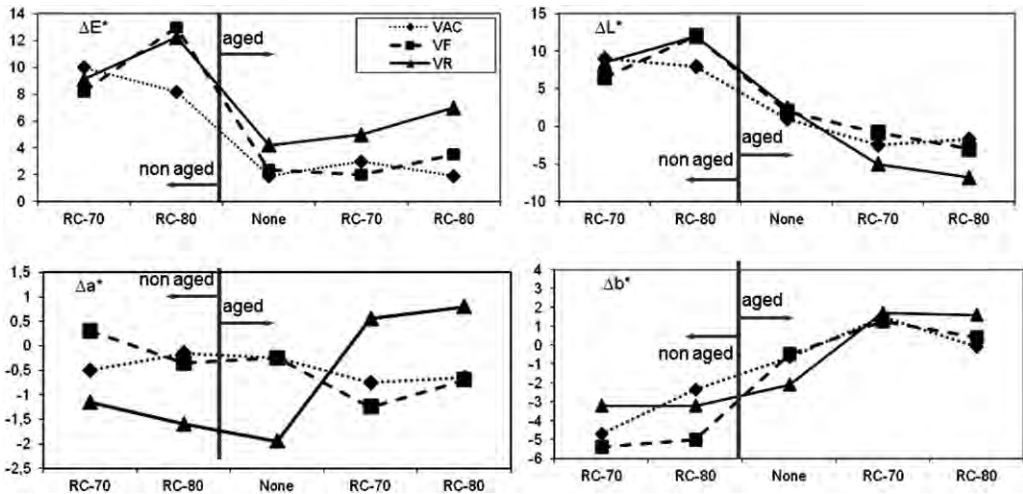 ΔE*
14
12
10
8
6
4
2
0
aged
non aged
VAC
VF
VR
RC-70 RC-80 None RC-70 RC-80
ΔL*
15
10
5
0
-5
-10
aged
non aged
RC-70 RC-80 None RC-70 RC-80
Δa*
1,5
1
0,5
0
-0,5
-1
-1,5
-2
-2,5
non aged
aged
RC-70 RC-80 None RC-70 RC-80
Δb*
4
3
2
1
0
-1
-2
-3
-4
-5
-6
aged
non aged
RC-70 RC-80 None RC-70 RC-80